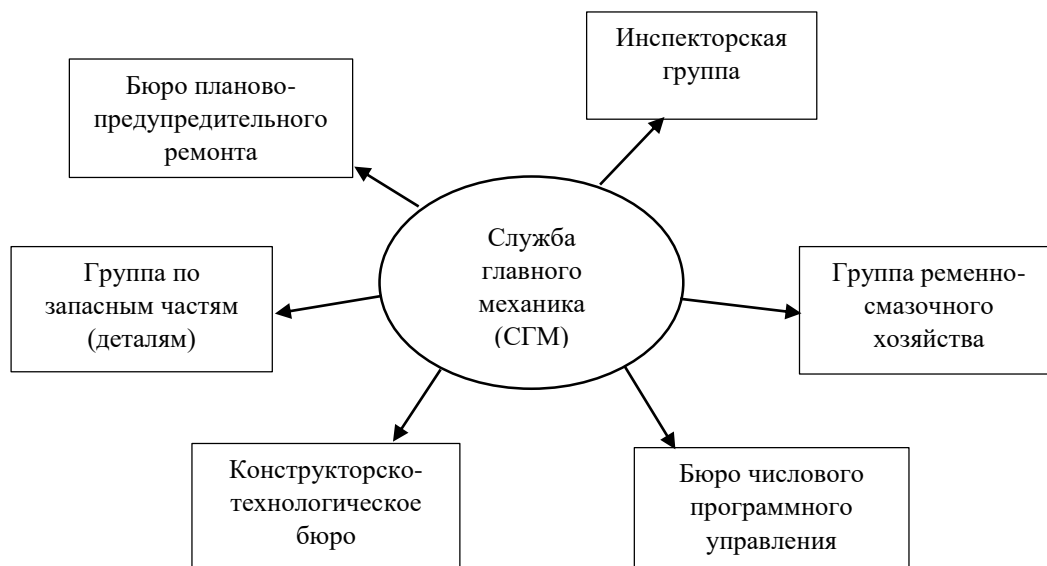 Инспекторская
группа
Бюро планово-
предупредительного
ремонта
Служба
главного
механика
(СГМ)
Группа по
запасным частям
(деталям)
Группа ременно-
смазочного
хозяйства
Конструкторско-
технологическое
бюро
Бюро числового
программного
управления